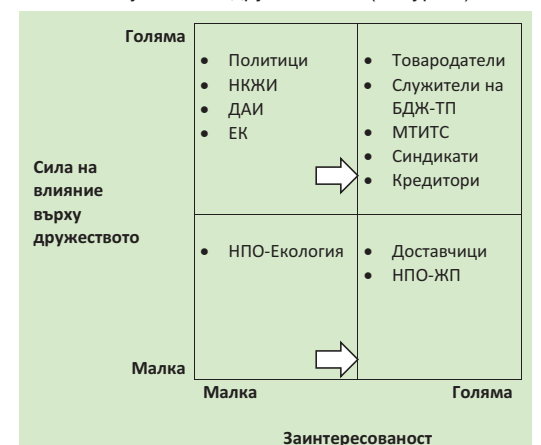 Голяма
• Политици
• НКЖИ
• ДАИ
• ЕК
• Товародатели
• Служители на
БДЖ-ТП
• МТИТС
• Синдикати
• Кредитори
Сила на
влияние
върху
дружеството
• НПО-Екология
• Доставчици
• НПО-ЖП
Малка
Малка
Голяма
Заинтересованост